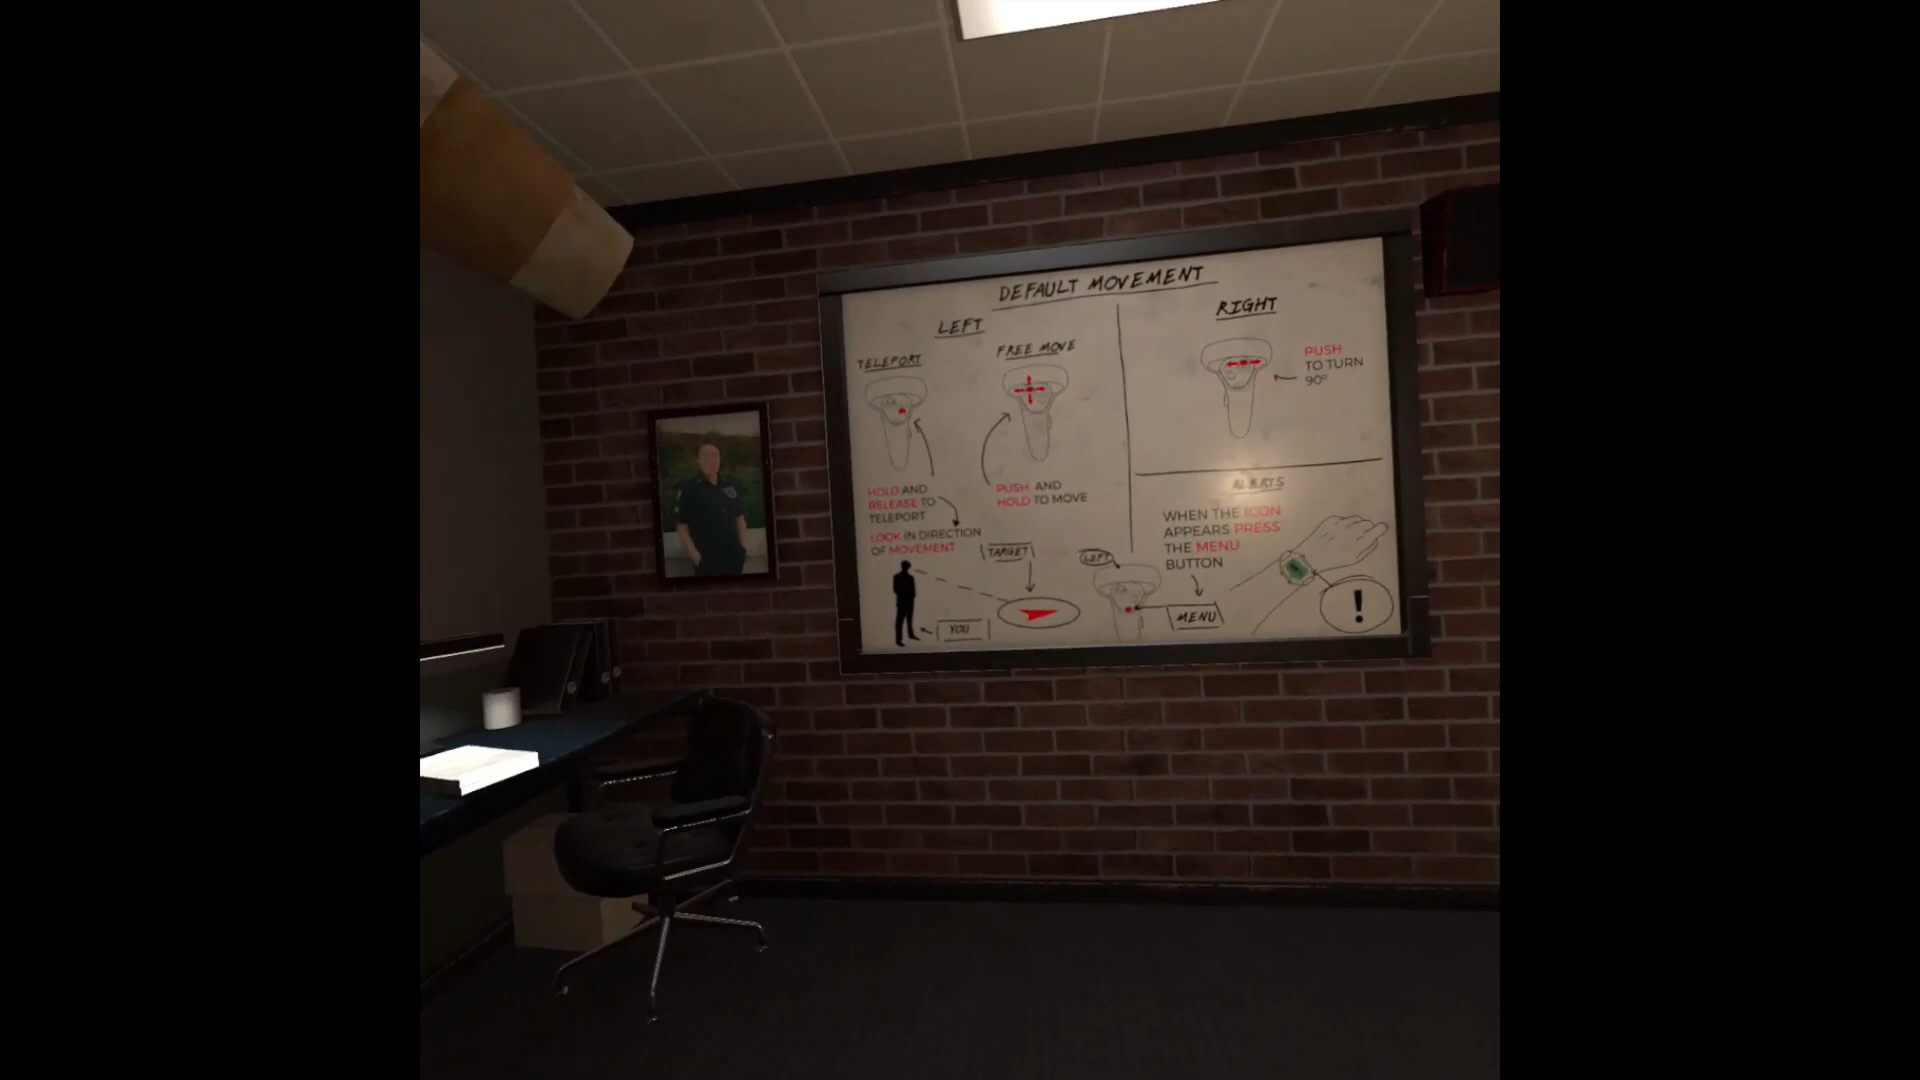 DEFAULT MOVEMENT
LEFT
TELEPORT
FREE MOVE
HOLD AND
RELEASE TO
TELEPORT
LOOK IN DIRECTION
OF MOVEMENT
PUSH AND
HOLD TO MOVE
TARGET
YOU
RIGHT
PUSH
TO TURN
90°
ALERTS
WHEN THE ICON
APPEARS PRESS
THE MENU
BUTTON
LEFT
MENU
!